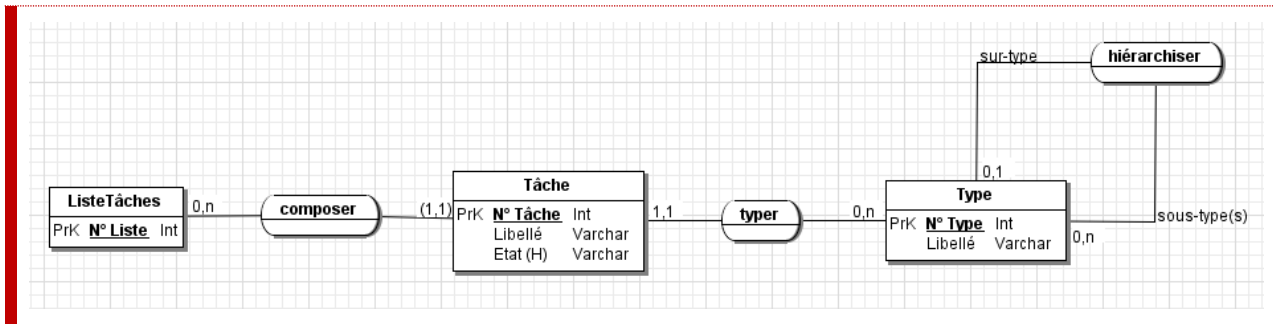 sur-type
hiérarchiser
0,1
ListeTâches
PrK N° Liste Int
0,n
composer
(1,1)
Tâche
PrK N° Tâche Int
Libellé Varchar
Etat (H) Varchar
1,1
typer
0,n
Type
PrK N° Type Int
Libellé Varchar
sous-type(s)
0,n